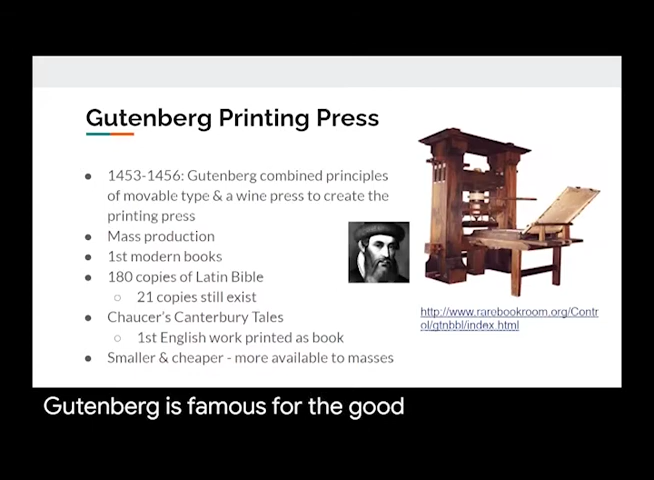 Gutenberg Printing Press
● 1453-1456: Gutenberg combined principles
of movable type & a wine press to create the
printing press
● Mass production
● 1st modern books
● 180 copies of Latin Bible
○ 21 copies still exist
● Chaucer's Canterbury Tales
○ 1st English work printed as book
● Smaller & cheaper - more available to masses
http://www.rarebookroom.org/Contr
ol/gtnbbl/index.html
Gutenberg is famous for the good